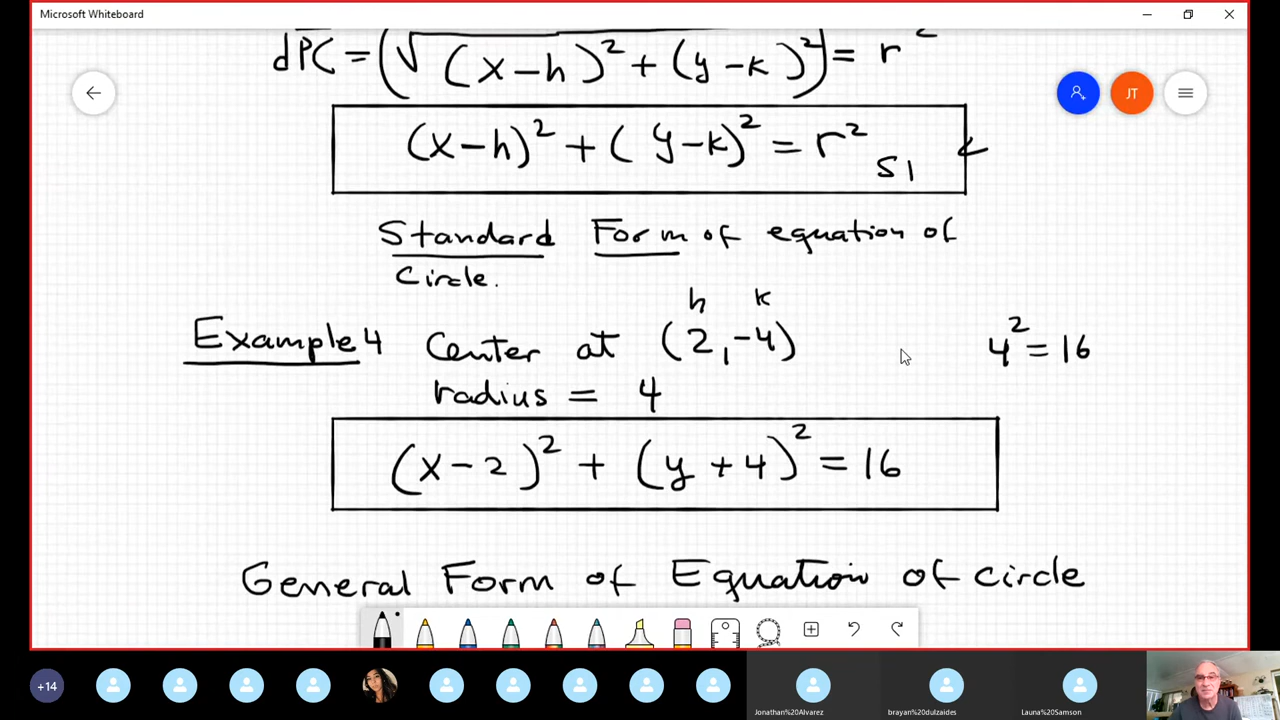 Microsoft Whiteboard
dPC = (√(x-h)² + (y-k)²) = r²
JT
(x-h)² + (y-k)² = r²
S1
Standard Form of equation of
Circle.
h k
Example 4 Center at (2,-4)
4² = 16
radius = 4
(x-2)² + (y+4)² = 16
General Form of Equation of circle
+14
Jonathan%20Alvarez brayan%20dulzaides Launa%20Samson